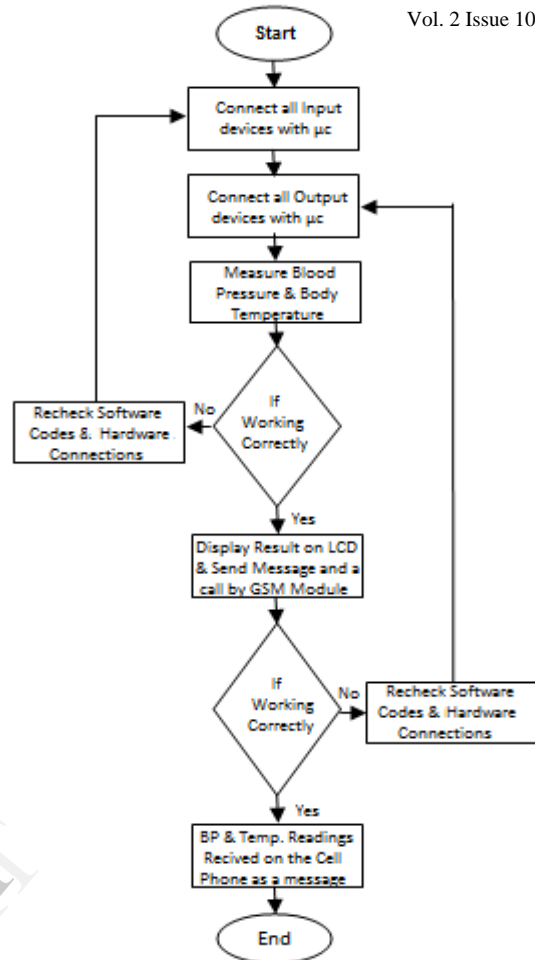 Vol. 2 Issue 10
Start
Connect all Input
devices with µc
Connect all Output
devices with µc
Measure Blood
Pressure & Body
Temperature
If
Working
Correctly
No
Recheck Software
Codes & Hardware
Connections
Yes
Display Result on LCD
& Send Message and a
call by GSM Module
If
Working
Correctly
No
Recheck Software
Codes & Hardware
Connections
Yes
BP & Temp. Readings
Recived on the Cell
Phone as a message
End